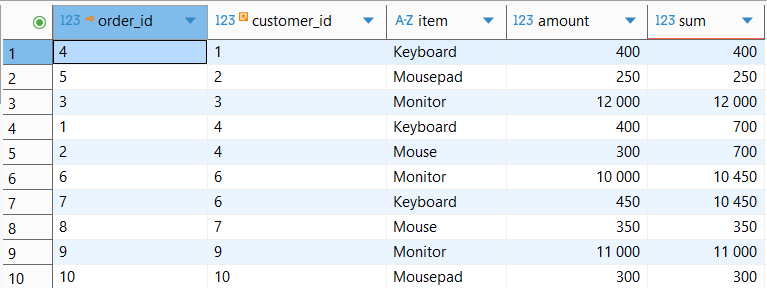 123 order_id 123 customer_id A-Z item 123 amount 123 sum
1 4 1 Keyboard 400 400
2 5 2 Mousepad 250 250
3 3 3 Monitor 12 000 12 000
4 1 4 Keyboard 400 700
5 2 4 Mouse 300 700
6 6 6 Monitor 10 000 10 450
7 7 6 Keyboard 450 10 450
8 8 7 Mouse 350 350
9 9 9 Monitor 11 000 11 000
10 10 10 Mousepad 300 300